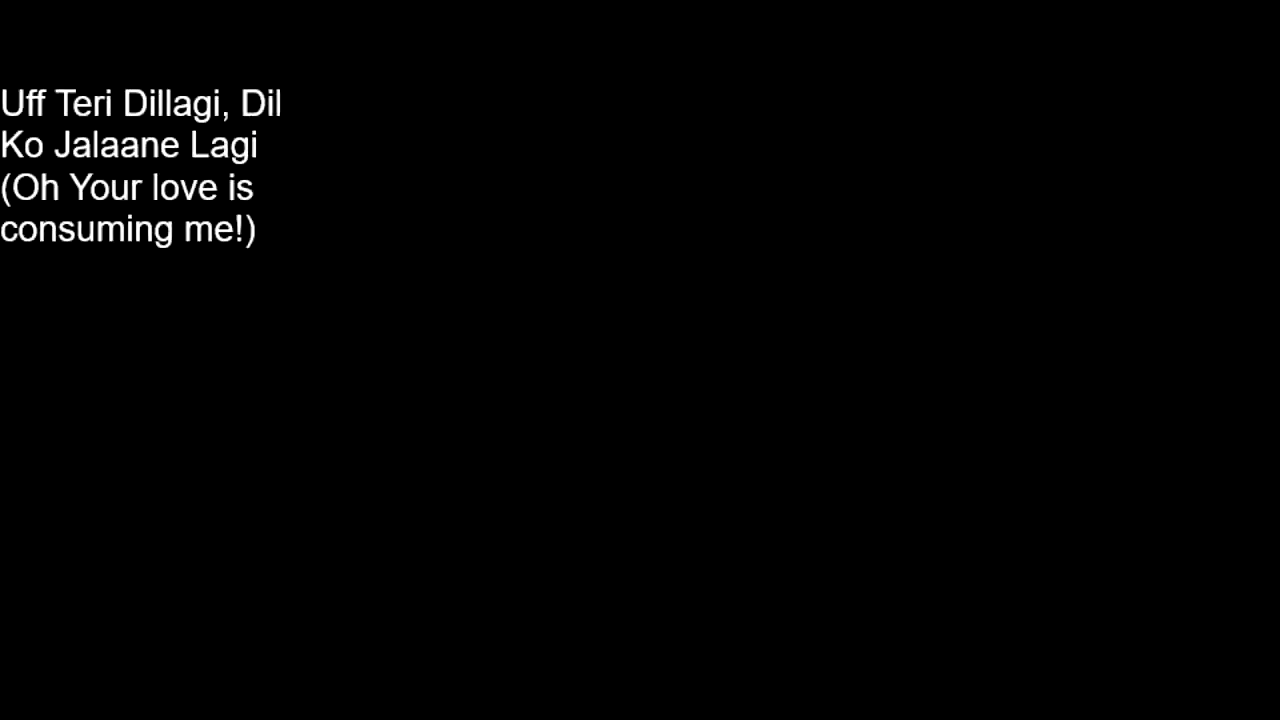 Uff Teri Dillagi, Dil
Ko Jalaane Lagi
(Oh Your love is
consuming me!)